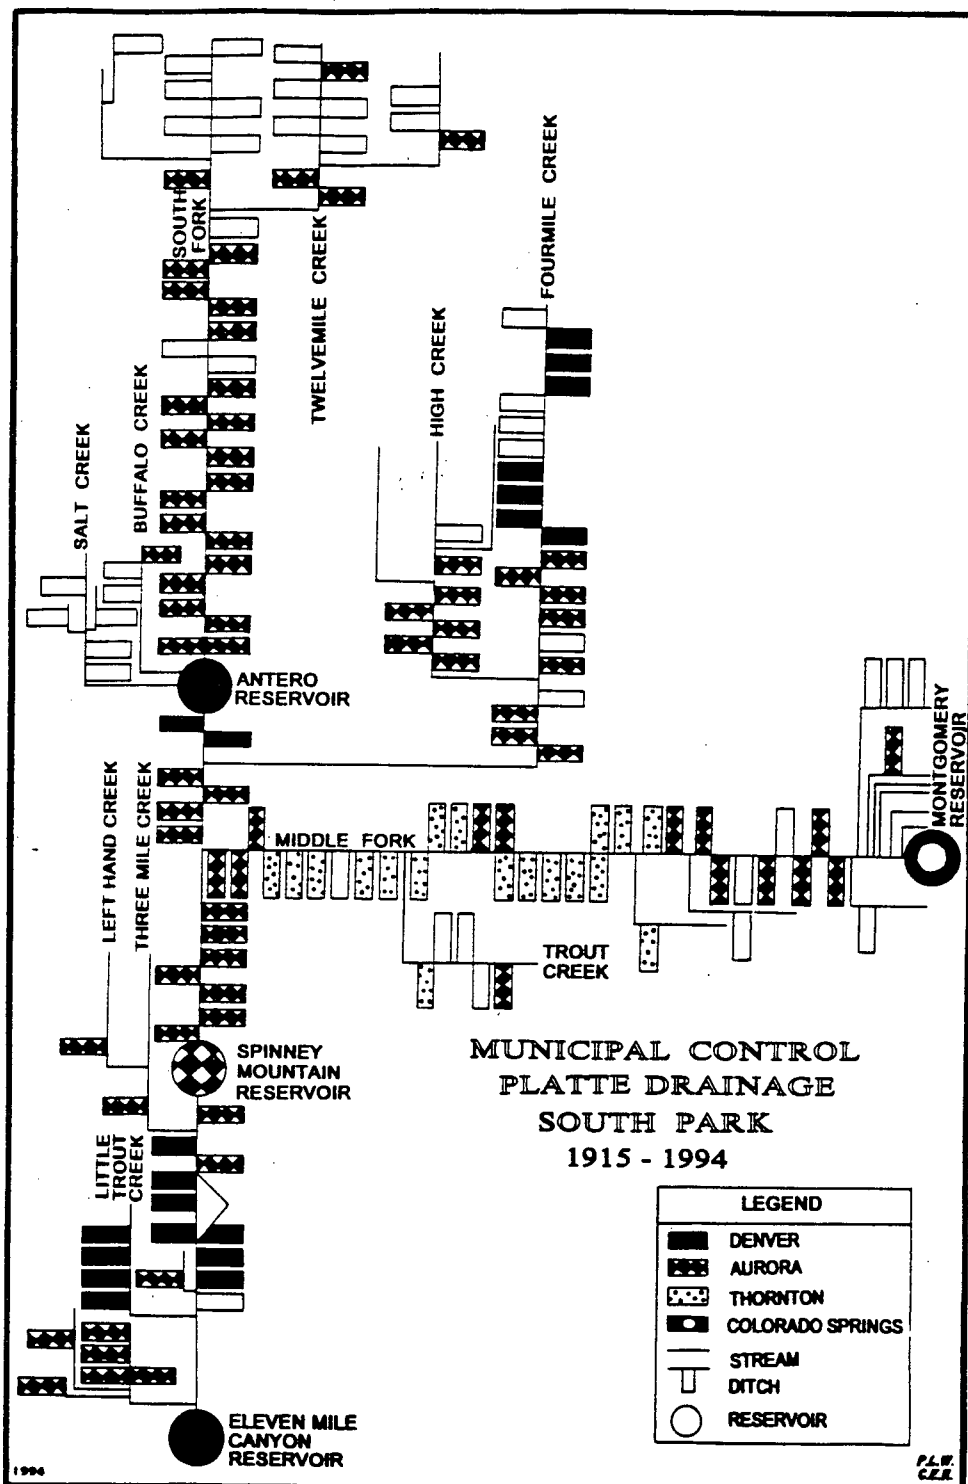 SOUTH
FORK
TWELVEMILE CREEK
FOURMILE CREEK
HIGH CREEK
BUFFALO CREEK
SALT CREEK
ANTERO
RESERVOIR
MONTGOMERY
RESERVOIR
LEFT HAND CREEK
THREE MILE CREEK
MIDDLE FORK
TROUT
CREEK
SPINNEY
MOUNTAIN
RESERVOIR
MUNICIPAL CONTROL
PLATTE DRAINAGE
SOUTH PARK
1915 - 1994
LITTLE
TROUT
CREEK
LEGEND
DENVER
AURORA
THORNTON
COLORADO SPRINGS
STREAM
DITCH
RESERVOIR
ELEVEN MILE
CANYON
RESERVOIR
1994
P.L.W.
C.E.R.